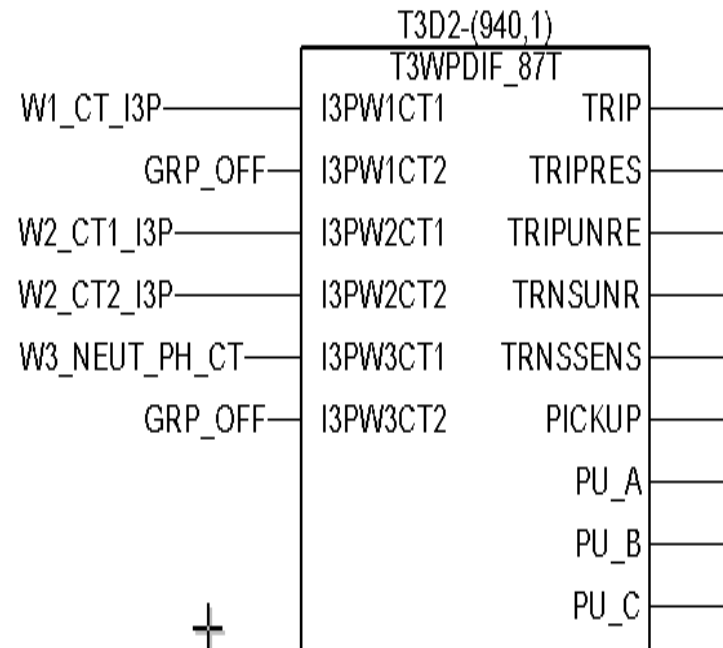 T3D2-(940,1)
T3WPDIF_87T
W1_CT_I3P I3PW1CT1 TRIP
GRP_OFF I3PW1CT2 TRIPRES
W2_CT1_I3P I3PW2CT1 TRIPUNRE
W2_CT2_I3P I3PW2CT2 TRNSUNR
W3_NEUT_PH_CT I3PW3CT1 TRNSSENS
GRP_OFF I3PW3CT2 PICKUP
PU_A
PU_B
PU_C